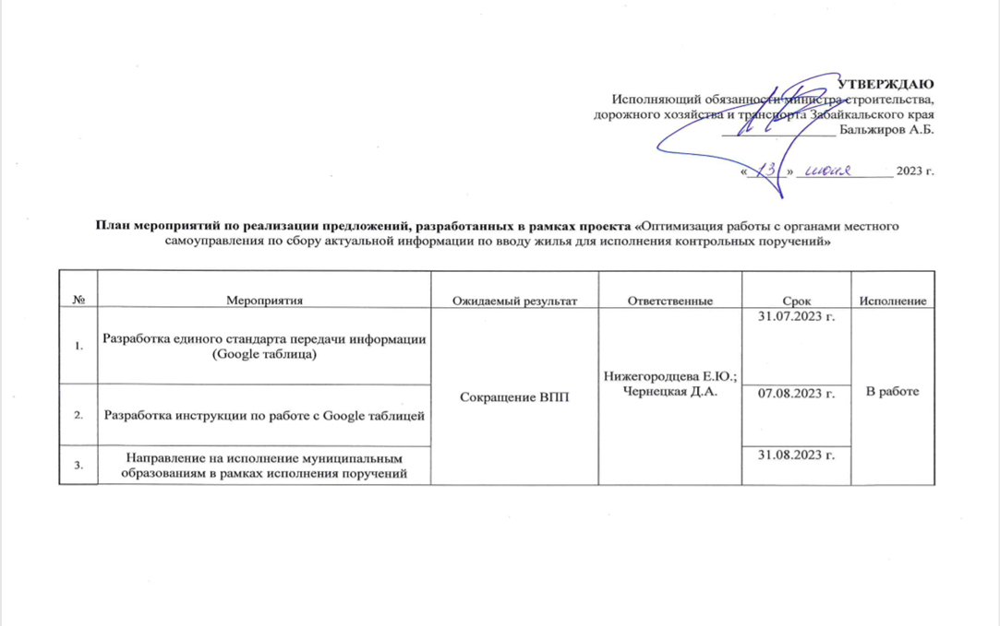 УТВЕРЖДАЮ
Исполняющий обязанности министра строительства,
дорожного хозяйства и транспорта Забайкальского края
Бальжиров А.Б.
«13» 2023 г.
План мероприятий по реализации предложений, разработанных в рамках проекта «Оптимизация работы с органами местного
самоуправления по сбору актуальной информации по вводу жилья для исполнения контрольных поручений»
№ Мероприятия Ожидаемый результат Ответственные Срок Исполнение
1.
Разработка единого стандарта передачи информации
(Google таблица)
Сокращение ВПП
Нижегородцева Е.Ю.;
Чернецкая Д.А.
31.07.2023 г.
В работе
2.
Разработка инструкции по работе с Google таблицей
07.08.2023 г.
3.
Направление на исполнение муниципальным
образованиям в рамках исполнения поручений
31.08.2023 г.